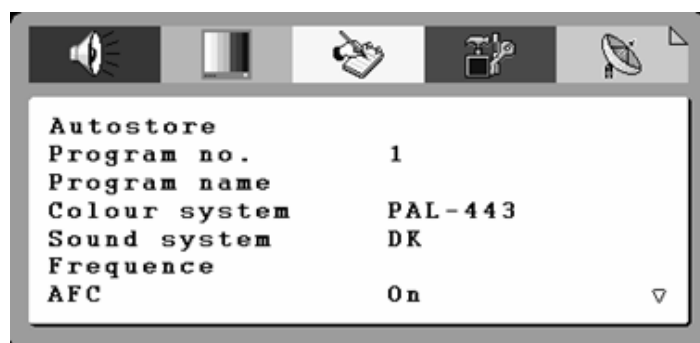 Autostore
Program no. 1
Program name
Colour system PAL-443
Sound system DK
Frequence
AFC On